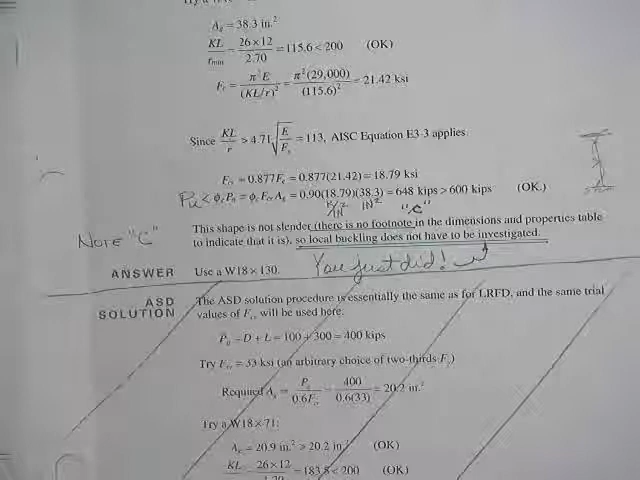 A_g = 38.3 in.²
KL/r_min = 26 × 12/2.70 = 115.6 < 200 (OK)
F_e = π²E/(KL/r)² = π²(29,000)/(115.6)² = 21.42 ksi
Since KL/r > 4.71√(E/F_y) = 113, AISC Equation E3-3 applies.
F_cr = 0.877F_e = 0.877(21.42) = 18.79 ksi
Pu < ϕ_c P_n = ϕ_c F_cr A_g = 0.90(18.79)(38.3) = 648 kips > 600 kips (OK.)
K/IN² IN² "C"
NOTE "C"
This shape is not slender (there is no footnote in the dimensions and properties table
to indicate that it is), so local buckling does not have to be investigated.
ANSWER Use a W18 × 130. You just did!
ASD SOLUTION
The ASD solution procedure is essentially the same as for LRFD, and the same trial
values of F_cr will be used here.
P_a = D + L = 100 + 300 = 400 kips
Try F_cr = 33 ksi (an arbitrary choice of two-thirds F_y)
Required A_g = P_a/0.6F_cr = 400/0.6(33) = 20.2 in.²
Try a W18 × 71:
A_g = 20.9 in.² > 20.2 in.² (OK)
KL = 26 × 12/1.70 = 183.5 < 200 (OK)